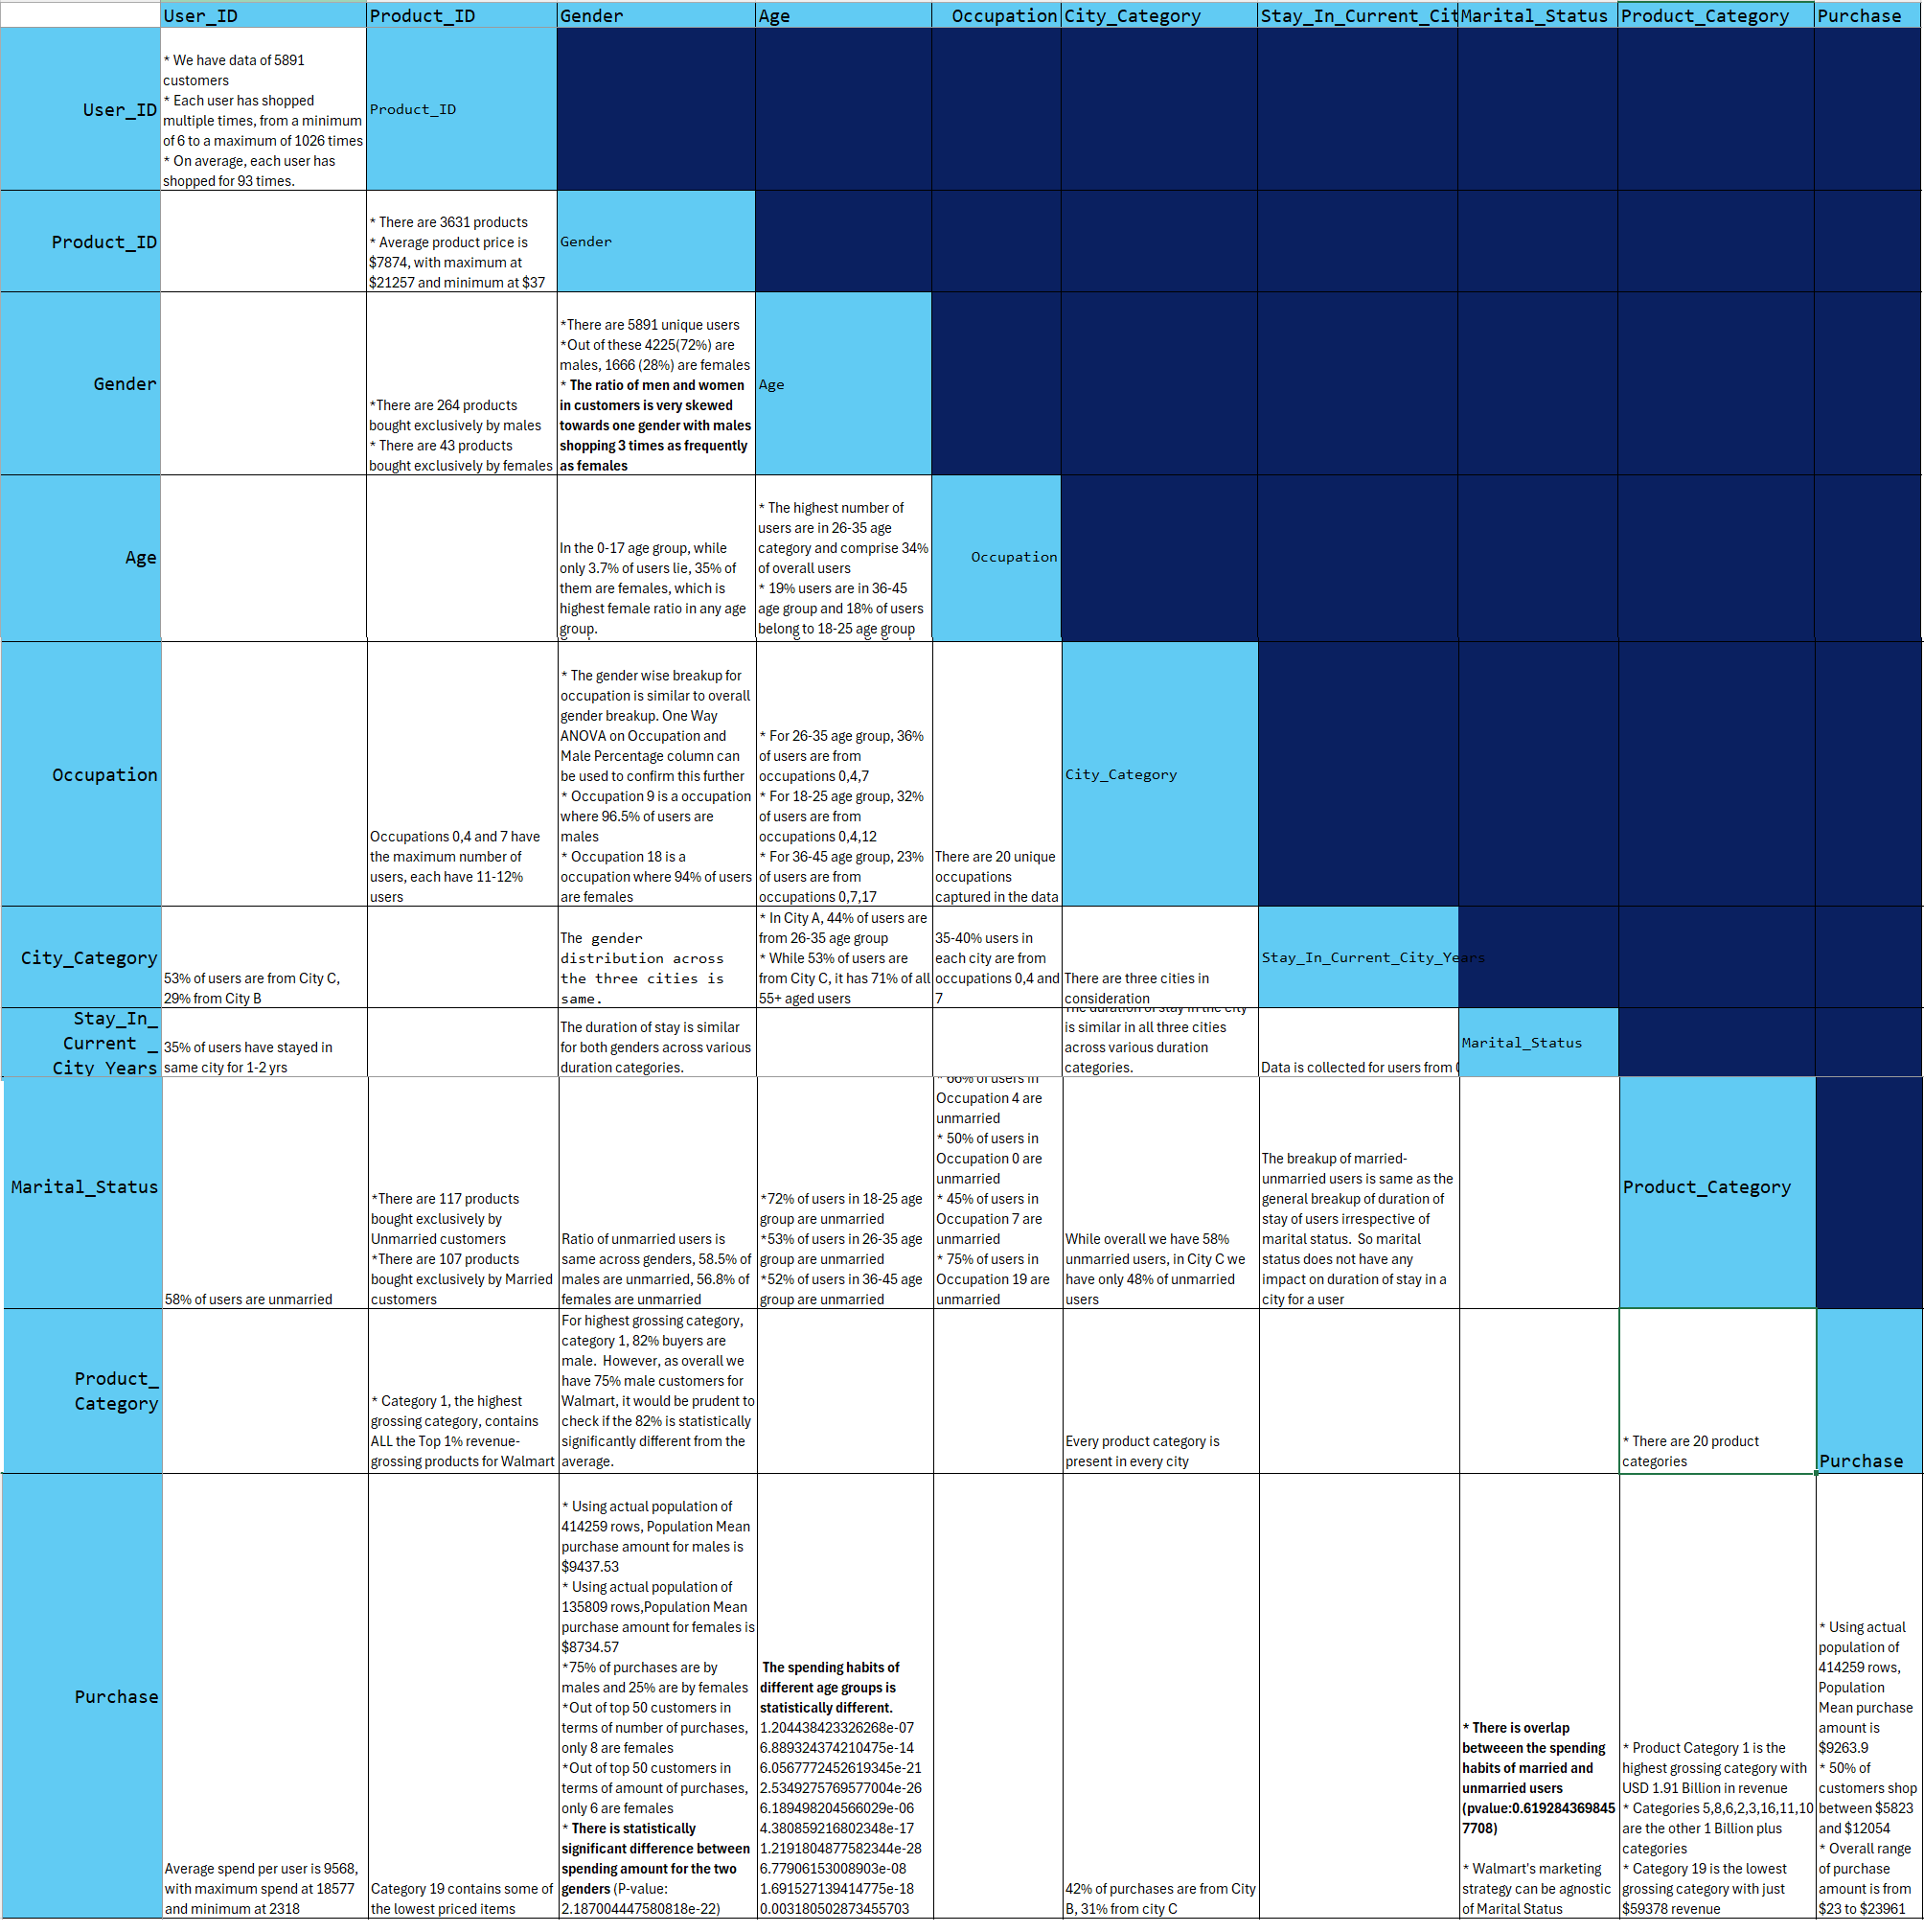 User_ID Product_ID Gender Age Occupation City_Category Stay_In_Current_Cit Marital_Status Product_Category Purchase
User_ID
* We have data of 5891
customers
* Each user has shopped
multiple times, from a minimum
of 6 to a maximum of 1026 times
* On average, each user has
shopped for 93 times.
Product_ID
Product_ID
* There are 3631 products
* Average product price is
$7874, with maximum at
$21257 and minimum at $37
Gender
Gender
*There are 264 products
bought exclusively by males
* There are 43 products
bought exclusively by females
*There are 5891 unique users
*Out of these 4225(72%) are
males, 1666 (28%) are females
* The ratio of men and women
in customers is very skewed
towards one gender with males
shopping 3 times as frequently
as females
Age
Age
In the 0-17 age group, while
only 3.7% of users lie, 35% of
them are females, which is
highest female ratio in any age
group.
* The highest number of
users are in 26-35 age
category and comprise 34%
of overall users
* 19% users are in 36-45
age group and 18% of users
belong to 18-25 age group
Occupation
Occupation
Occupations 0,4 and 7 have
the maximum number of
users, each have 11-12%
users
* The gender wise breakup for
occupation is similar to overall
gender breakup. One Way
ANOVA on Occupation and
Male Percentage column can
be used to confirm this further
* Occupation 9 is a occupation
where 96.5% of users are
males
* Occupation 18 is a
occupation where 94% of users
are females
* For 26-35 age group, 36%
of users are from
occupations 0,4,7
* For 18-25 age group, 32%
of users are from
occupations 0,4,12
* For 36-45 age group, 23%
of users are from
occupations 0,7,17
There are 20 unique
occupations
captured in the data
City_Category
City_Category
53% of users are from City C,
29% from City B
The gender
distribution across
the three cities is
same.
* In City A, 44% of users are
from 26-35 age group
* While 53% of users are
from City C, it has 71% of all
55+ aged users
35-40% users in
each city are from
occupations 0,4 and
7
There are three cities in
consideration
Stay_In_Current_City_Years
Stay_In_
Current _
City Years
35% of users have stayed in
same city for 1-2 yrs
The duration of stay is similar
for both genders across various
duration categories.
The duration of stay in the city
is similar in all three cities
across various duration
categories.
Data is collected for users from
Marital_Status
Marital_Status
58% of users are unmarried
*There are 117 products
bought exclusively by
Unmarried customers
*There are 107 products
bought exclusively by Married
customers
Ratio of unmarried users is
same across genders, 58.5% of
males are unmarried, 56.8% of
females are unmarried
*72% of users in 18-25 age
group are unmarried
*53% of users in 26-35 age
group are unmarried
*52% of users in 36-45 age
group are unmarried
* 66% of users in
Occupation 4 are
unmarried
* 50% of users in
Occupation 0 are
unmarried
* 45% of users in
Occupation 7 are
unmarried
* 75% of users in
Occupation 19 are
unmarried
While overall we have 58%
unmarried users, in City C we
have only 48% of unmarried
users
The breakup of married-
unmarried users is same as the
general breakup of duration of
stay of users irrespective of
marital status. So marital
status does not have any
impact on duration of stay in a
city for a user
Product_Category
Product_
Category
* Category 1, the highest
grossing category, contains
ALL the Top 1% revenue-
grossing products for Walmart
For highest grossing category,
category 1, 82% buyers are
male. However, as overall we
have 75% male customers for
Walmart, it would be prudent to
check if the 82% is statistically
significantly different from the
average.
Every product category is
present in every city
* There are 20 product
categories
Purchase
Purchase
Average spend per user is 9568,
with maximum spend at 18577
and minimum at 2318
Category 19 contains some of
the lowest priced items
* Using actual population of
414259 rows, Population Mean
purchase amount for males is
$9437.53
* Using actual population of
135809 rows,Population Mean
purchase amount for females is
$8734.57
*75% of purchases are by
males and 25% are by females
*Out of top 50 customers in
terms of number of purchases,
only 8 are females
*Out of top 50 customers in
terms of amount of purchases,
only 6 are females
* There is statistically
significant difference between
spending amount for the two
genders (P-value:
2.187004447580818e-22)
The spending habits of
different age groups is
statistically different.
1.204438423326268e-07
6.889324374210475e-14
6.0567772452619345e-21
2.5349275769577004e-26
6.189498204566029e-06
4.380859216802348e-17
1.2191804877582344e-28
6.77906153008903e-08
1.691527139414775e-18
0.003180502873455703
42% of purchases are from City
B, 31% from city C
* There is overlap
betweeen the spending
habits of married and
unmarried users
(pvalue:0.619284369845
7708)
* Walmart's marketing
strategy can be agnostic
of Marital Status
* Product Category 1 is the
highest grossing category with
USD 1.91 Billion in revenue
* Categories 5,8,6,2,3,16,11,10
are the other 1 Billion plus
categories
* Category 19 is the lowest
grossing category with just
$59378 revenue
* Using actual
population of
414259 rows,
Population
Mean purchase
amount is
$9263.9
* 50% of
customers shop
between $5823
and $12054
* Overall range
of purchase
amount is from
$23 to $23961